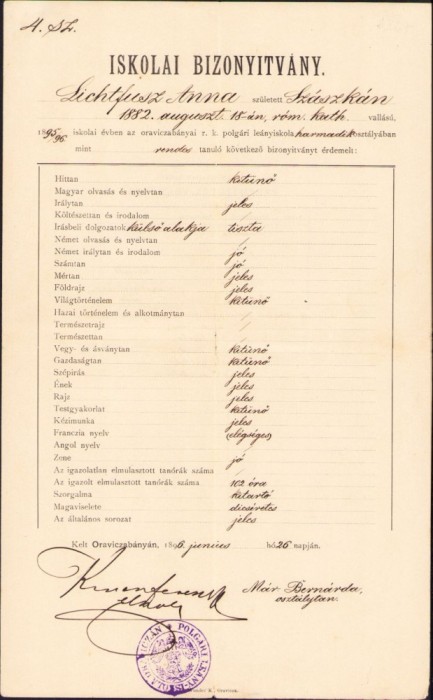 4. sz.
ISKOLAI BIZONYITVÁNY.
Lichtfusz Anna született Szászkán
1882. auguszt. 15-án, róm. kath. vallású,
1895/96 iskolai évben az oraviczabányai r. k. polgári leányiskola harmadik osztályában
mint rendes tanuló következő bizonyitványt érdemelt:
Hittan kitünő
Magyar olvasás és nyelvtan /
Irálytan jeles
Költészettan és irodalom /
Irásbeli dolgozatok külső alakja tiszta
Német olvasás és nyelvtan /
Német irálytan és irodalom jó
Számtan jó
Mértan jeles
Földrajz jeles
Világtörténelem kitünő
Hazai történelem és alkotmánytan /
Természetrajz /
Természettan /
Vegy- és ásványtan kitünő
Gazdaságtan kitünő
Szépirás jeles
Ének jeles
Rajz jeles
Testgyakorlat kitünő
Kézimunka jeles
Franczia nyelv (elégséges)
Angol nyelv /
Zene jó
Az igazolatlan elmulasztott tanórák száma /
Az igazolt elmulasztott tanórák száma 102 óra
Szorgalma kitartó
Magaviselete dicséretes
Az általános sorozat jeles
Kelt Oraviczabányán, 1896. junius hó 26 napján.
Már Bernárda
osztálytan.
POLGÁRI LEÁNYISKOLA